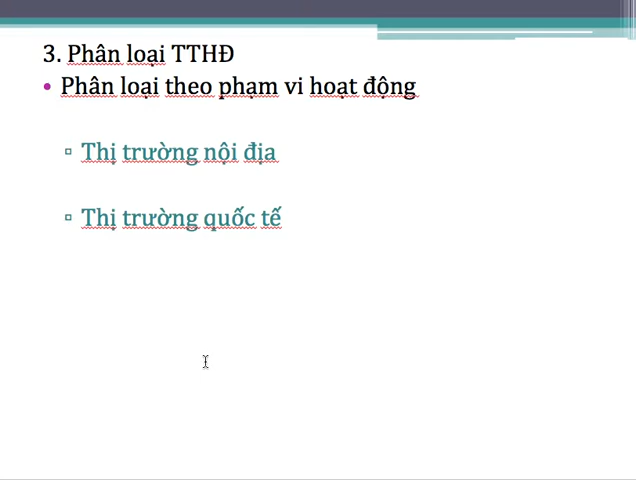 3. Phân loại TTHĐ
• Phân loại theo phạm vi hoạt động
▫ Thị trường nội địa
▫ Thị trường quốc tế